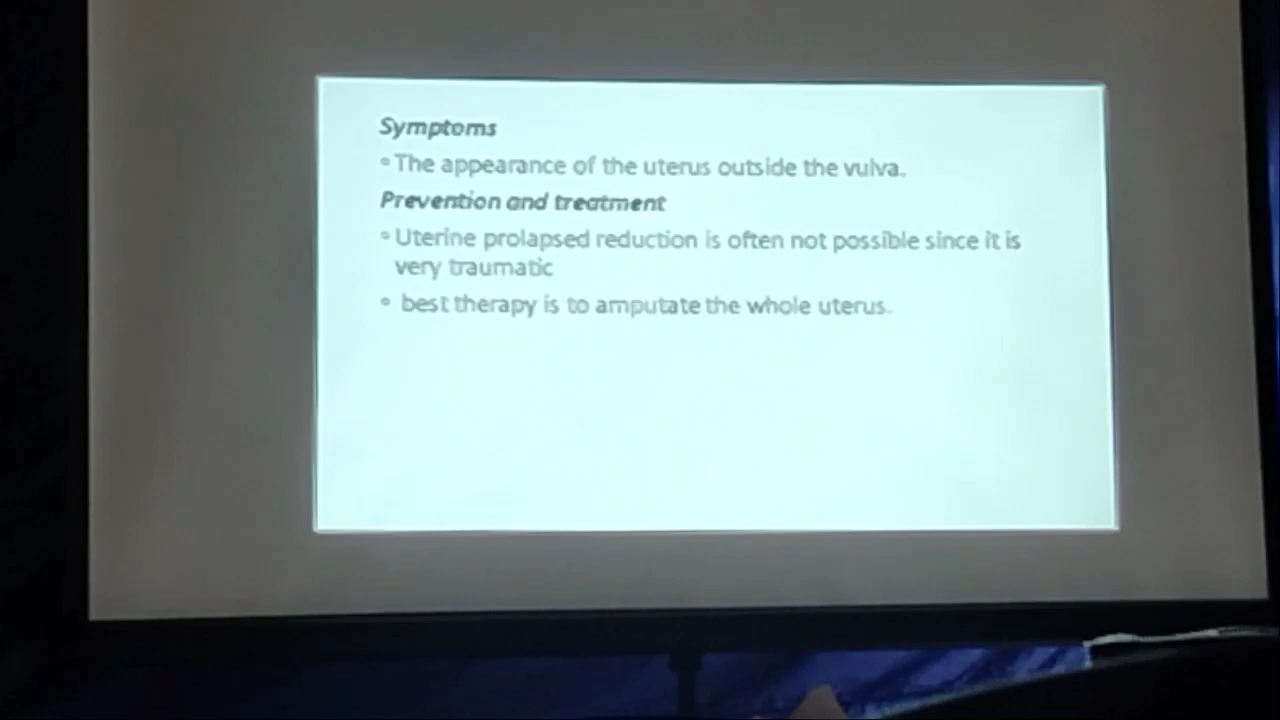 Symptoms
• The appearance of the uterus outside the vulva.
Prevention and treatment
• Uterine prolapsed reduction is often not possible since it is
very traumatic
• best therapy is to amputate the whole uterus.